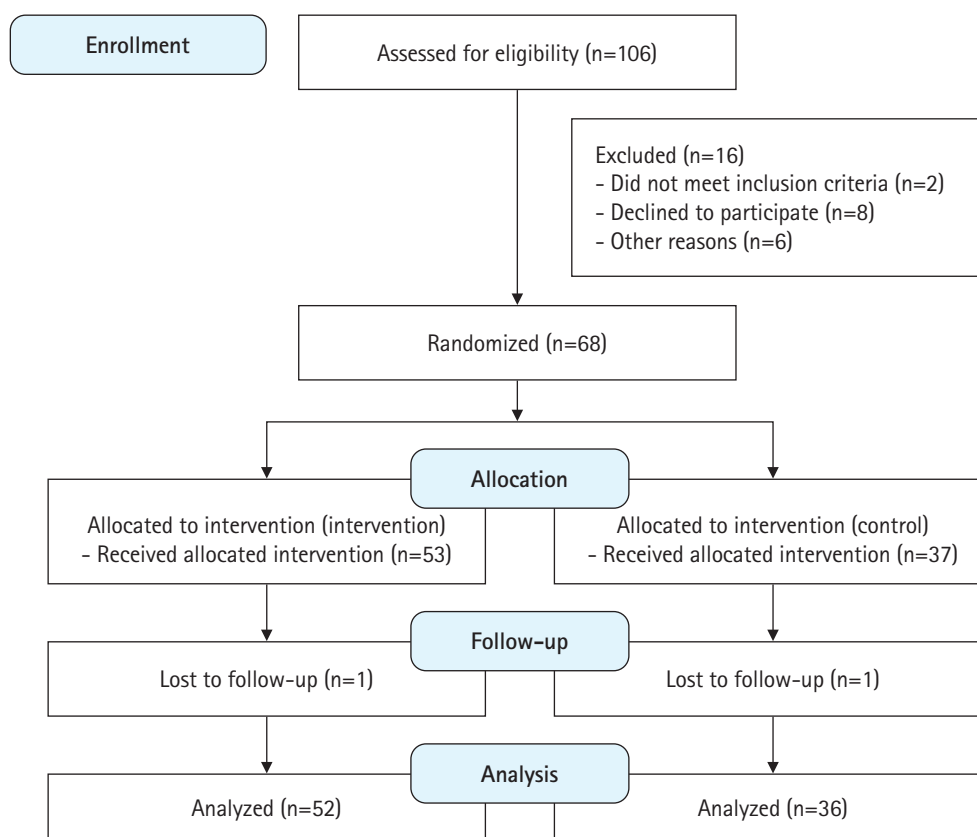 Enrollment
Assessed for eligibility (n=106)
Excluded (n=16)
- Did not meet inclusion criteria (n=2)
- Declined to participate (n=8)
- Other reasons (n=6)
Randomized (n=68)
Allocation
Allocated to intervention (intervention)
- Received allocated intervention (n=53)
Allocated to intervention (control)
- Received allocated intervention (n=37)
Follow-up
Lost to follow-up (n=1)
Lost to follow-up (n=1)
Analysis
Analyzed (n=52)
Analyzed (n=36)